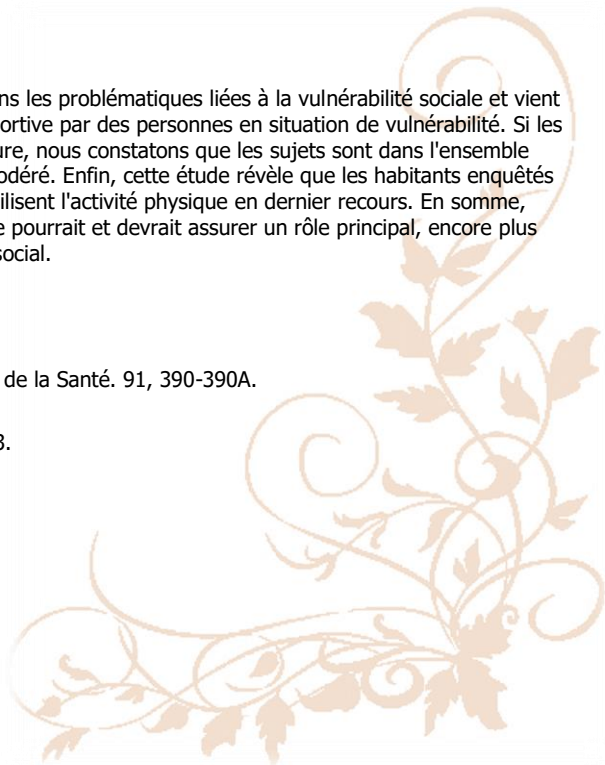 ns les problématiques liées à la vulnérabilité sociale et vient
ortive par des personnes en situation de vulnérabilité. Si les
ure, nous constatons que les sujets sont dans l'ensemble
odéré. Enfin, cette étude révèle que les habitants enquêtés
ilisent l'activité physique en dernier recours. En somme,
e pourrait et devrait assurer un rôle principal, encore plus
social.
de la Santé. 91, 390-390A.
3.